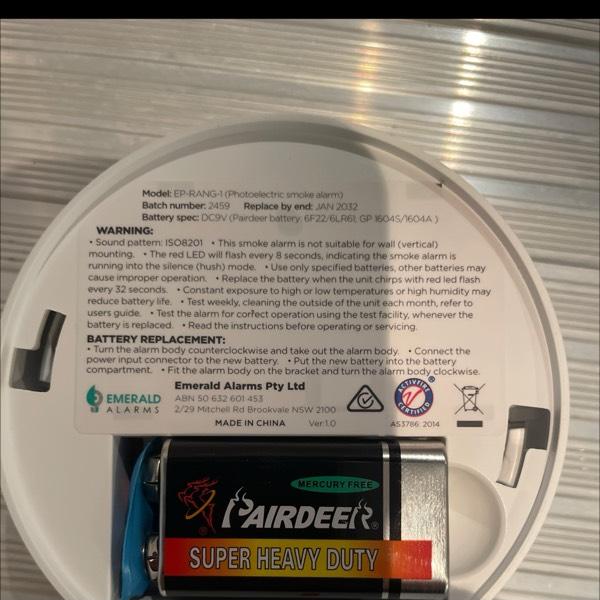 Model: EP-RANG-1 (Photoelectric smoke alarm)
Batch number: 2459 Replace by end: JAN 2032
Battery spec: DC9V (Pairdeer battery, 6F22/6LR61, GP 1604S/1604A )
WARNING:
• Sound pattern: ISO8201 • This smoke alarm is not suitable for wall (vertical)
mounting. • The red LED will flash every 8 seconds, indicating the smoke alarm is
running into the silence (hush) mode. • Use only specified batteries, other batteries may
cause improper operation. • Replace the battery when the unit chirps with red led flash
every 32 seconds. • Constant exposure to high or low temperatures or high humidity may
reduce battery life. • Test weekly, cleaning the outside of the unit each month, refer to
users guide. • Test the alarm for correct operation using the test facility, whenever the
battery is replaced. • Read the instructions before operating or servicing.
BATTERY REPLACEMENT:
• Turn the alarm body counterclockwise and take out the alarm body. • Connect the
power input connector to the new battery. • Put the new battery into the battery
compartment. • Fit the alarm body on the bracket and turn the alarm body clockwise.
EMERALD
ALARMS
Emerald Alarms Pty Ltd
ABN 50 632 601 453
2/29 Mitchell Rd Brookvale NSW 2100
MADE IN CHINA Ver:1.0
ACTIVFIRE
CERTIFIED
AS3786: 2014
MERCURY FREE
PAIRDEER®
SUPER HEAVY DUTY